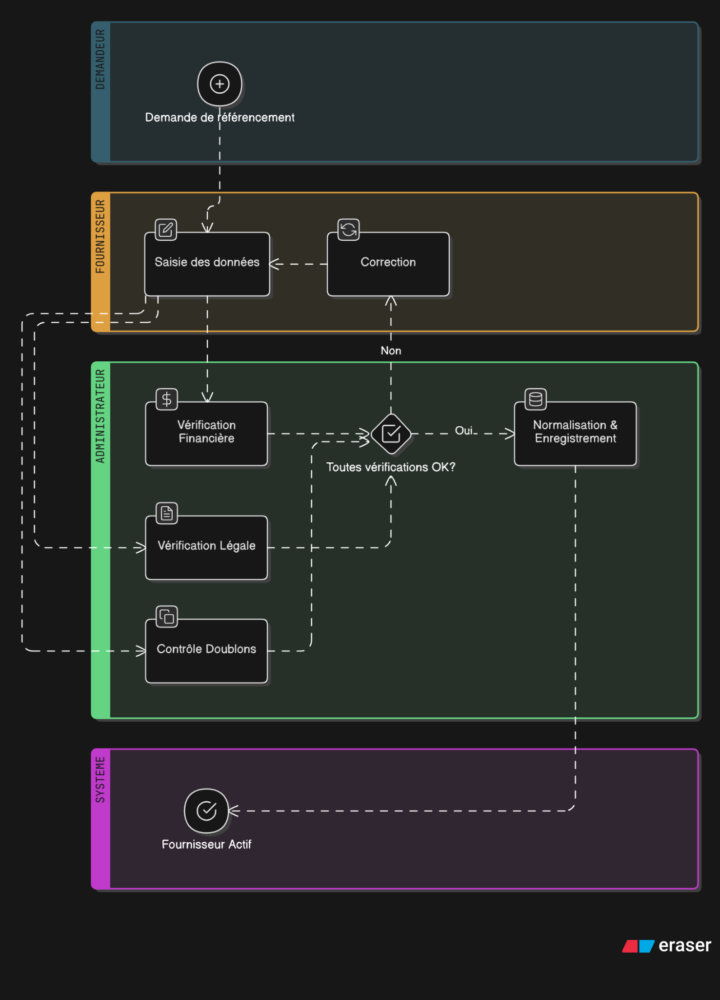 DEMANDEUR
Demande de référencement
FOURNISSEUR
Saisie des données
Correction
Non
ADMINISTRATEUR
Vérification
Financière
Oui
Normalisation &
Enregistrement
Toutes vérifications OK?
Vérification Légale
Contrôle Doublons
SYSTEME
Fournisseur Actif
eraser